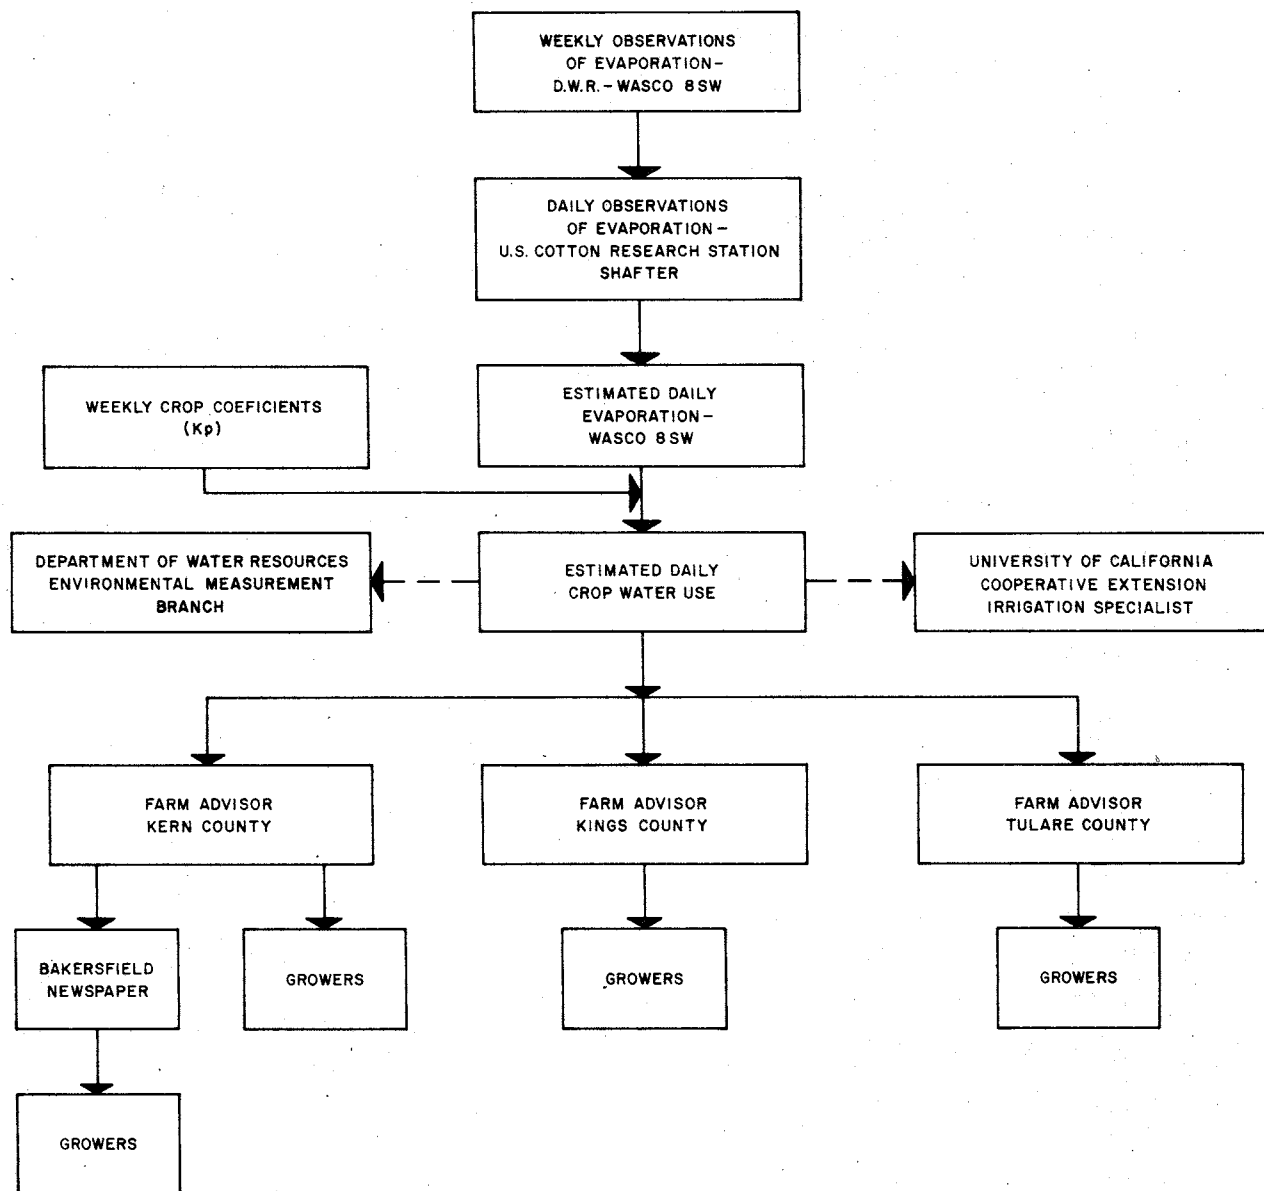 WEEKLY OBSERVATIONS
OF EVAPORATION–
D.W.R.–WASCO 8SW
DAILY OBSERVATIONS
OF EVAPORATION–
U.S. COTTON RESEARCH STATION
SHAFTER
WEEKLY CROP COEFICIENTS
(Kp)
ESTIMATED DAILY
EVAPORATION–
WASCO 8SW
DEPARTMENT OF WATER RESOURCES
ENVIRONMENTAL MEASUREMENT
BRANCH
ESTIMATED DAILY
CROP WATER USE
UNIVERSITY OF CALIFORNIA
COOPERATIVE EXTENSION
IRRIGATION SPECIALIST
FARM ADVISOR
KERN COUNTY
FARM ADVISOR
KINGS COUNTY
FARM ADVISOR
TULARE COUNTY
BAKERSFIELD
NEWSPAPER
GROWERS
GROWERS
GROWERS
GROWERS